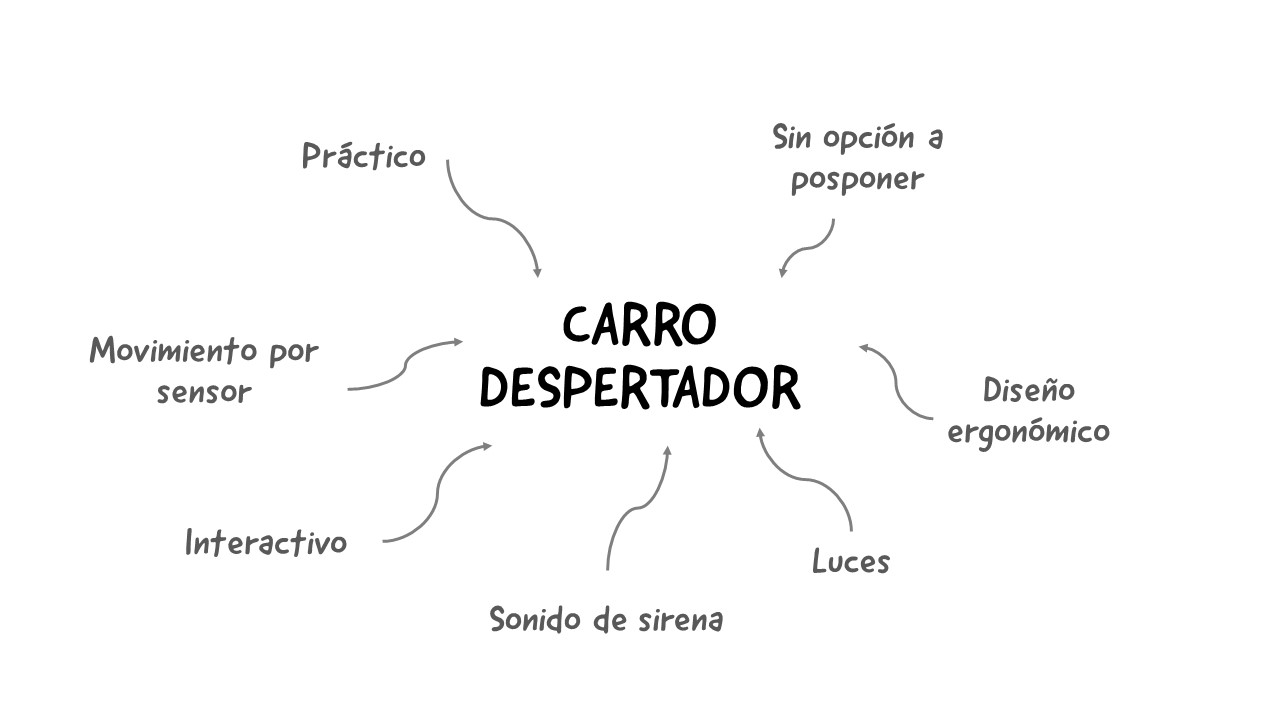 Práctico
Sin opción a
posponer
CARRO
DESPERTADOR
Movimiento por
sensor
Diseño
ergonómico
Interactivo
Luces
Sonido de sirena